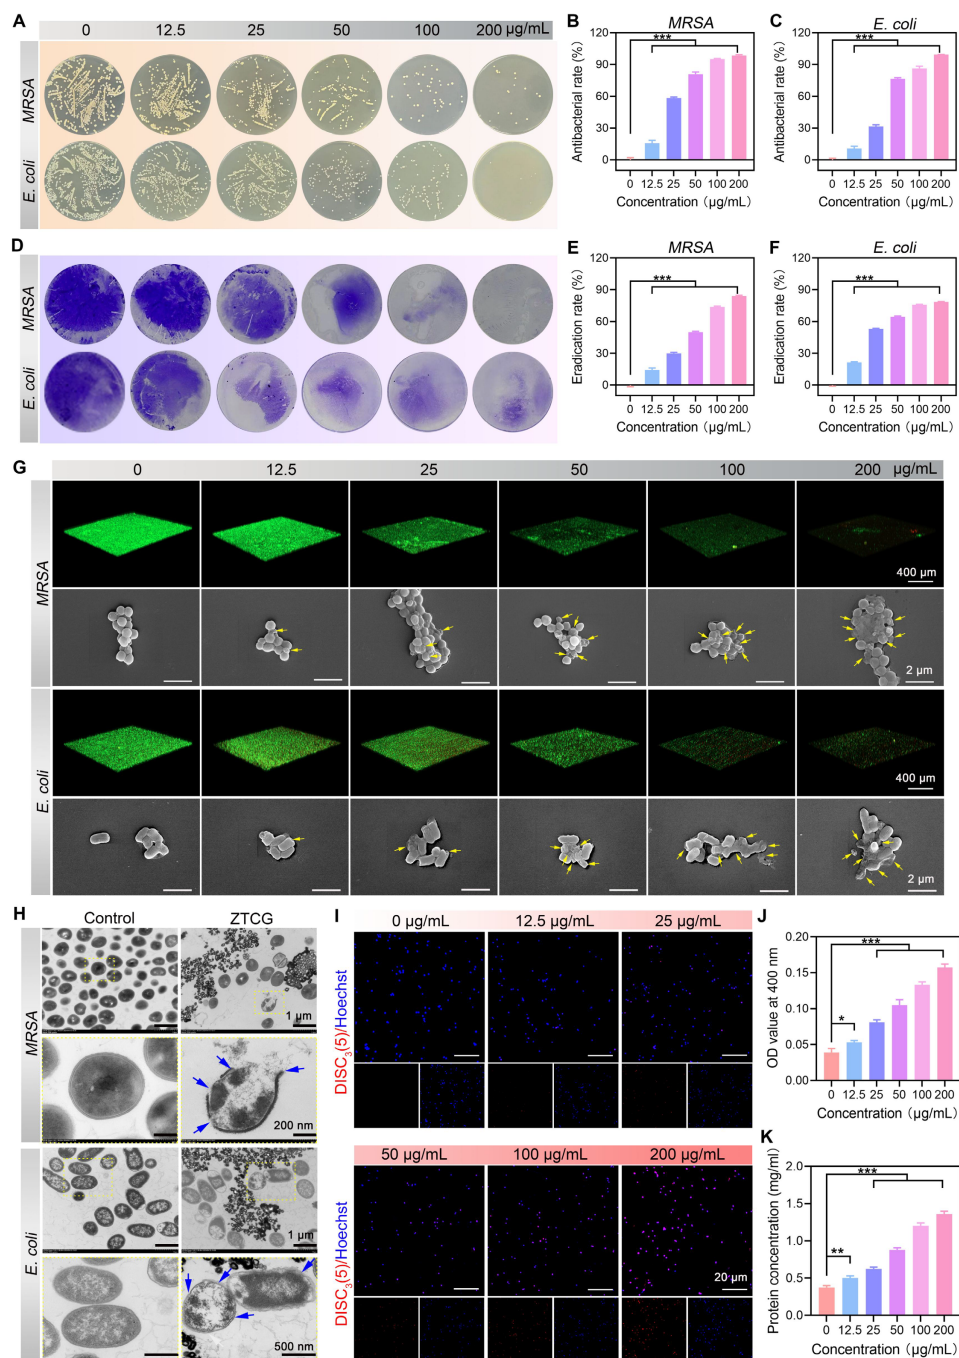 A
0 12.5 25 50 100 200 µg/mL
MRSA
E. coli
B
MRSA
***
Antibacterial rate (%)
120
90
60
30
0
0 12.5 25 50 100 200
Concentration (µg/mL)
C
E. coli
***
Antibacterial rate (%)
120
90
60
30
0
0 12.5 25 50 100 200
Concentration (µg/mL)
D
MRSA
E. coli
E
MRSA
***
Eradication rate (%)
120
90
60
30
0
0 12.5 25 50 100 200
Concentration (µg/mL)
F
E. coli
***
Eradication rate (%)
120
90
60
30
0
0 12.5 25 50 100 200
Concentration (µg/mL)
G
0 12.5 25 50 100 200 µg/mL
MRSA
400 µm
2 µm
E. coli
400 µm
2 µm
H
Control ZTCG
MRSA
1 µm
200 nm
E. coli
1 µm
500 nm
I
0 µg/mL 12.5 µg/mL 25 µg/mL
DISC3(5)/Hoechst
50 µg/mL 100 µg/mL 200 µg/mL
DISC3(5)/Hoechst
20 µm
J
***
*
OD value at 400 nm
0.20
0.15
0.10
0.05
0.00
0 12.5 25 50 100 200
Concentration (µg/mL)
K
***
**
Protein concentration (mg/ml)
2.0
1.5
1.0
0.5
0.0
0 12.5 25 50 100 200
Concentration (µg/mL)